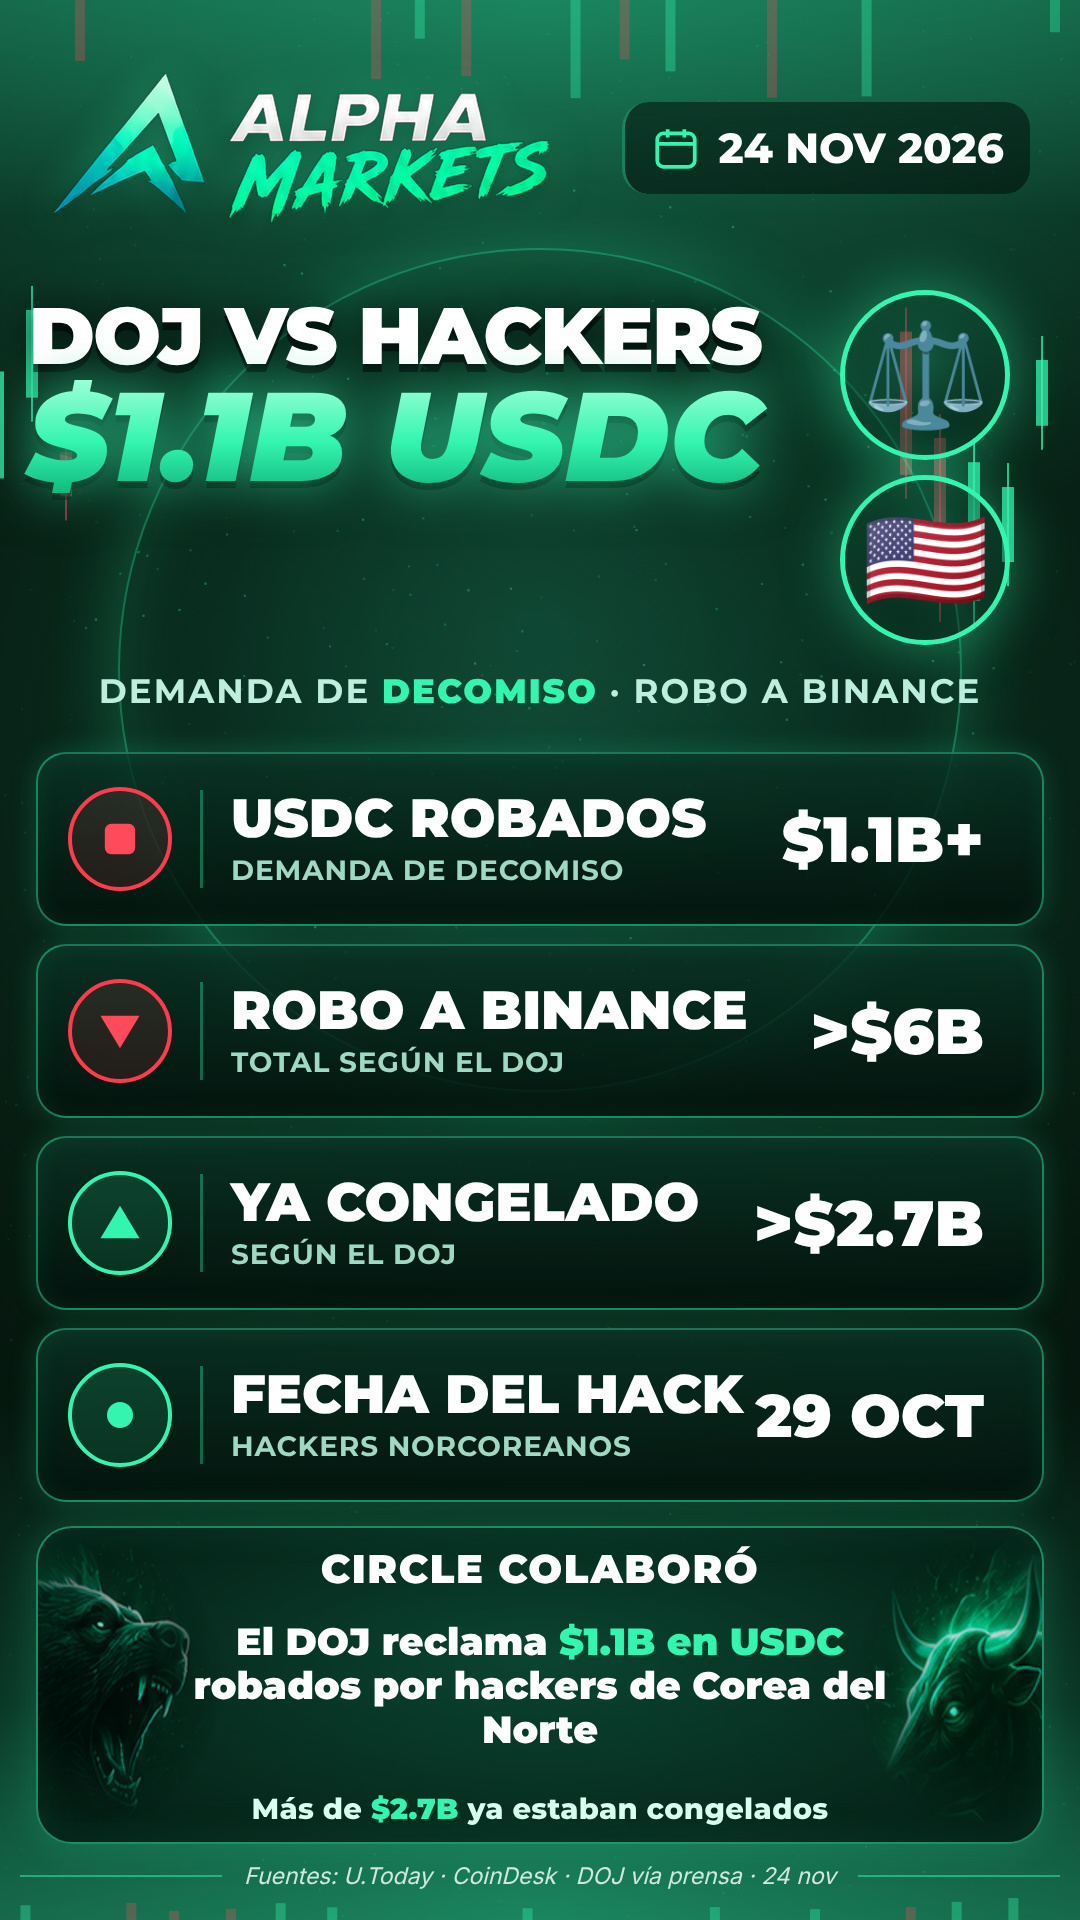 ALPHA
MARKETS
24 NOV 2026
DOJ VS HACKERS
$1.1B USDC
DEMANDA DE DECOMISO · ROBO A BINANCE
USDC ROBADOS
DEMANDA DE DECOMISO
$1.1B+
ROBO A BINANCE
TOTAL SEGÚN EL DOJ
>$6B
YA CONGELADO
SEGÚN EL DOJ
>$2.7B
FECHA DEL HACK
HACKERS NORCOREANOS
29 OCT
CIRCLE COLABORÓ
El DOJ reclama $1.1B en USDC
robados por hackers de Corea del
Norte
Más de $2.7B ya estaban congelados
Fuentes: U.Today · CoinDesk · DOJ vía prensa · 24 nov